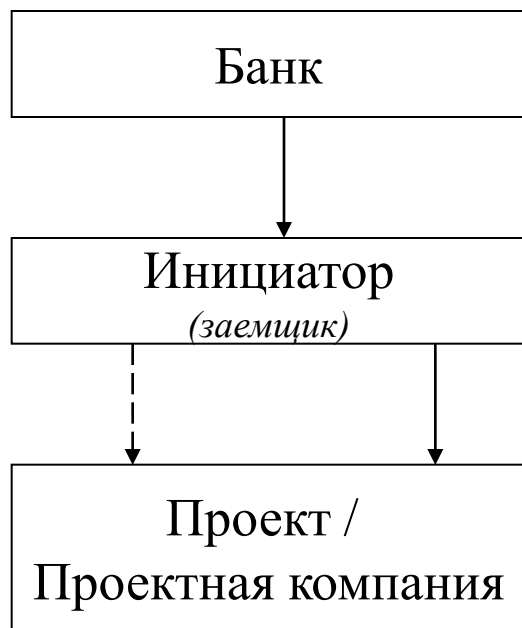 Банк
Инициатор
(заемщик)
Проект /
Проектная компания